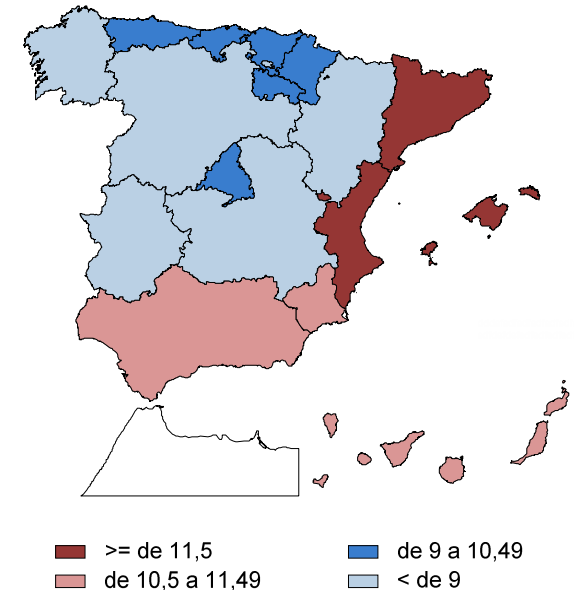 >= de 11,5
de 9 a 10,49
de 10,5 a 11,49
< de 9